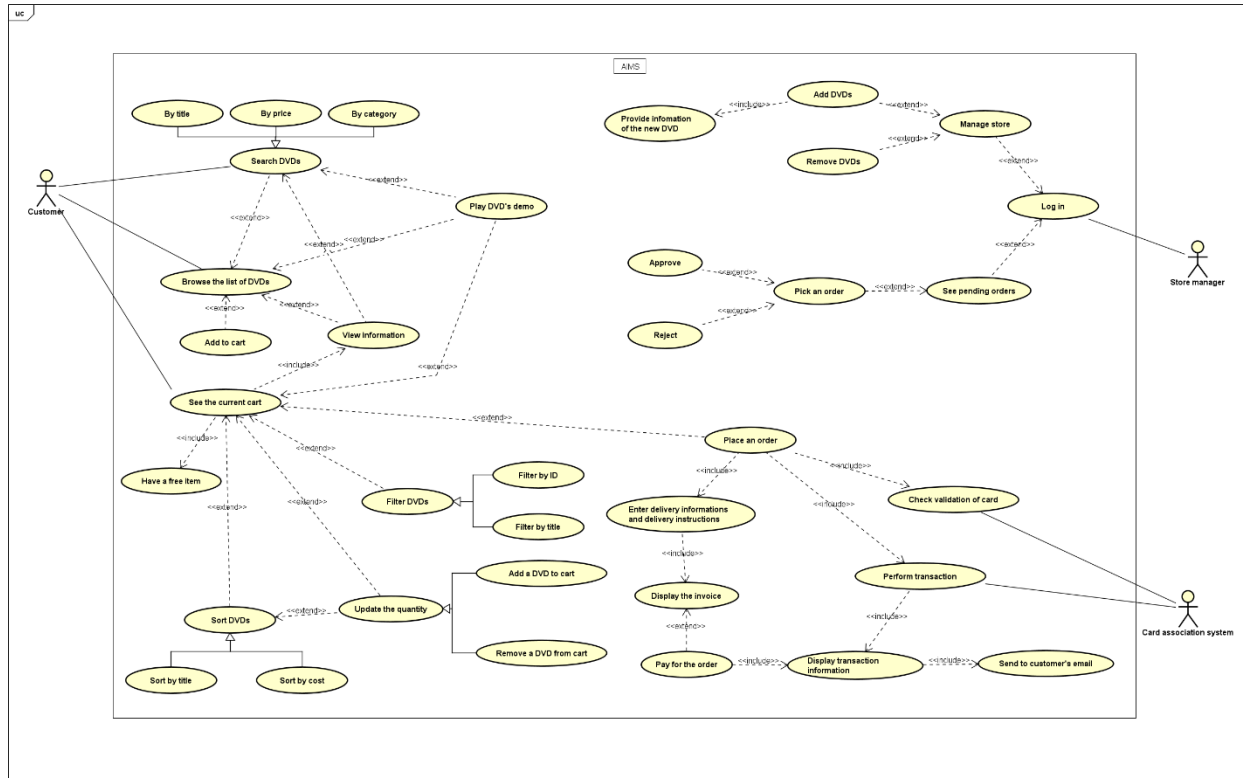 uc
AIMS
By title
By price
By category
Search DVDs
Customer
<<extend>>
<<extend>>
Play DVD's demo
<<extend>>
<<extend>>
Browse the list of DVDs
<<extend>>
<<extend>>
Add to cart
View information
<<include>>
<<extend>>
See the current cart
<<include>>
Have a free item
<<extend>>
<<extend>>
<<extend>>
Filter DVDs
Filter by ID
Filter by title
Sort DVDs
<<extend>>
Update the quantity
Add a DVD to cart
Remove a DVD from cart
Sort by title
Sort by cost
Add DVDs
<<include>>
Provide infomation
of the new DVD
<<extend>>
Manage store
Remove DVDs
<<extend>>
<<extend>>
Log in
Store manager
<<extend>>
Approve
<<extend>>
Pick an order
<<extend>>
See pending orders
Reject
<<extend>>
<<extend>>
Place an order
<<include>>
<<include>>
<<include>>
Check validation of card
Enter delivery informations
and delivery instructions
<<include>>
Display the invoice
<<extend>>
Perform transaction
<<include>>
Card association system
Pay for the order
<<include>>
Display transaction
information
<<include>>
Send to customer's email